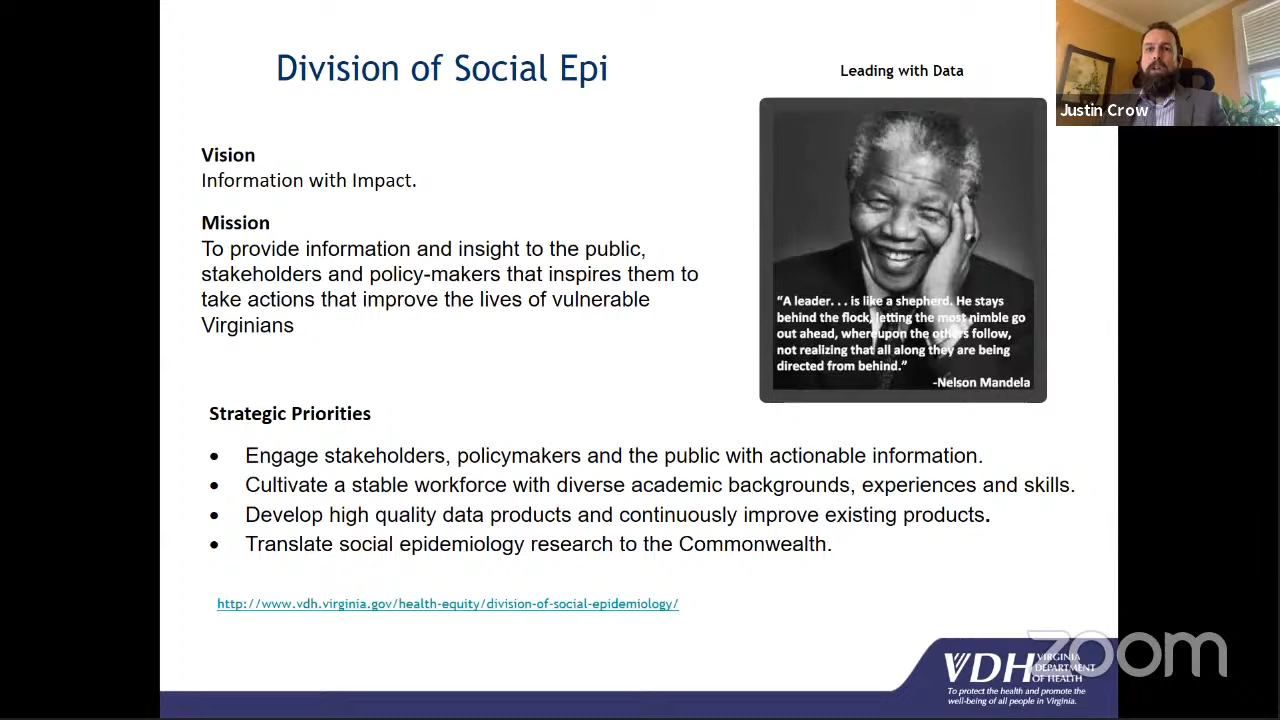 Division of Social Epi
Leading with Data
Justin Crow
Vision
Information with Impact.
Mission
To provide information and insight to the public,
stakeholders and policy-makers that inspires them to
take actions that improve the lives of vulnerable
Virginians
“A leader. . . is like a shepherd. He stays
behind the flock, letting the most nimble go
out ahead, whereupon the others follow,
not realizing that all along they are being
directed from behind.”
-Nelson Mandela
Strategic Priorities
• Engage stakeholders, policymakers and the public with actionable information.
• Cultivate a stable workforce with diverse academic backgrounds, experiences and skills.
• Develop high quality data products and continuously improve existing products.
• Translate social epidemiology research to the Commonwealth.
http://www.vdh.virginia.gov/health-equity/division-of-social-epidemiology/
VDH VIRGINIA
DEPARTMENT
OF HEALTH
To protect the health and promote the
well-being of all people in Virginia.
zoom